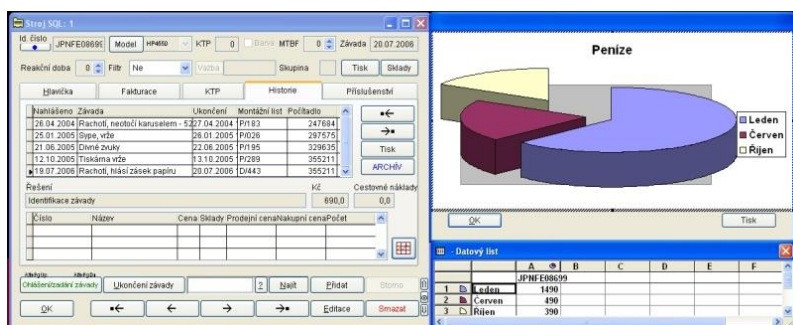 Stroj SQL: 1
Id. číslo JPNFE08699 Model HP4550 KTP 0 Barva MTBF 0 Závada 20.07.2006
Reakční doba 0 Filtr Ne Vazba Skupina Tisk Sklady
Hlavička Fakturace KTP Historie Příslušenství
Nahlášeno Závada Ukončení Montážní list Počítadlo
26.04.2004 Rachotí, neotočí karuselem - 52 27.04.2004 P/183 247684
25.01.2005 Sype, vrže 26.01.2005 P/026 297575
21.06.2005 Divné zvuky 22.06.2005 P/195 329635
12.10.2005 Tiskárna vrže 13.10.2005 P/289 355211
19.07.2006 Rachotí, hlásí zásek papíru 20.07.2006 D/443 355211
Tisk
ARCHÍV
Řešení Kč Cestovné náklady
Identifikace závady 690,0 0,0
Číslo Název Cena Sklady Prodejní cena Nakupní cena Počet
Ohlášení/zadání závady Ukončení závady 2 Najít Přidat Storno
OK Editace Smazat
Peníze
Leden
Červen
Říjen
OK Tisk
- Datový list
A B C D E F
JPNFE08699
1 Leden 1490
2 Červen 490
3 Říjen 390